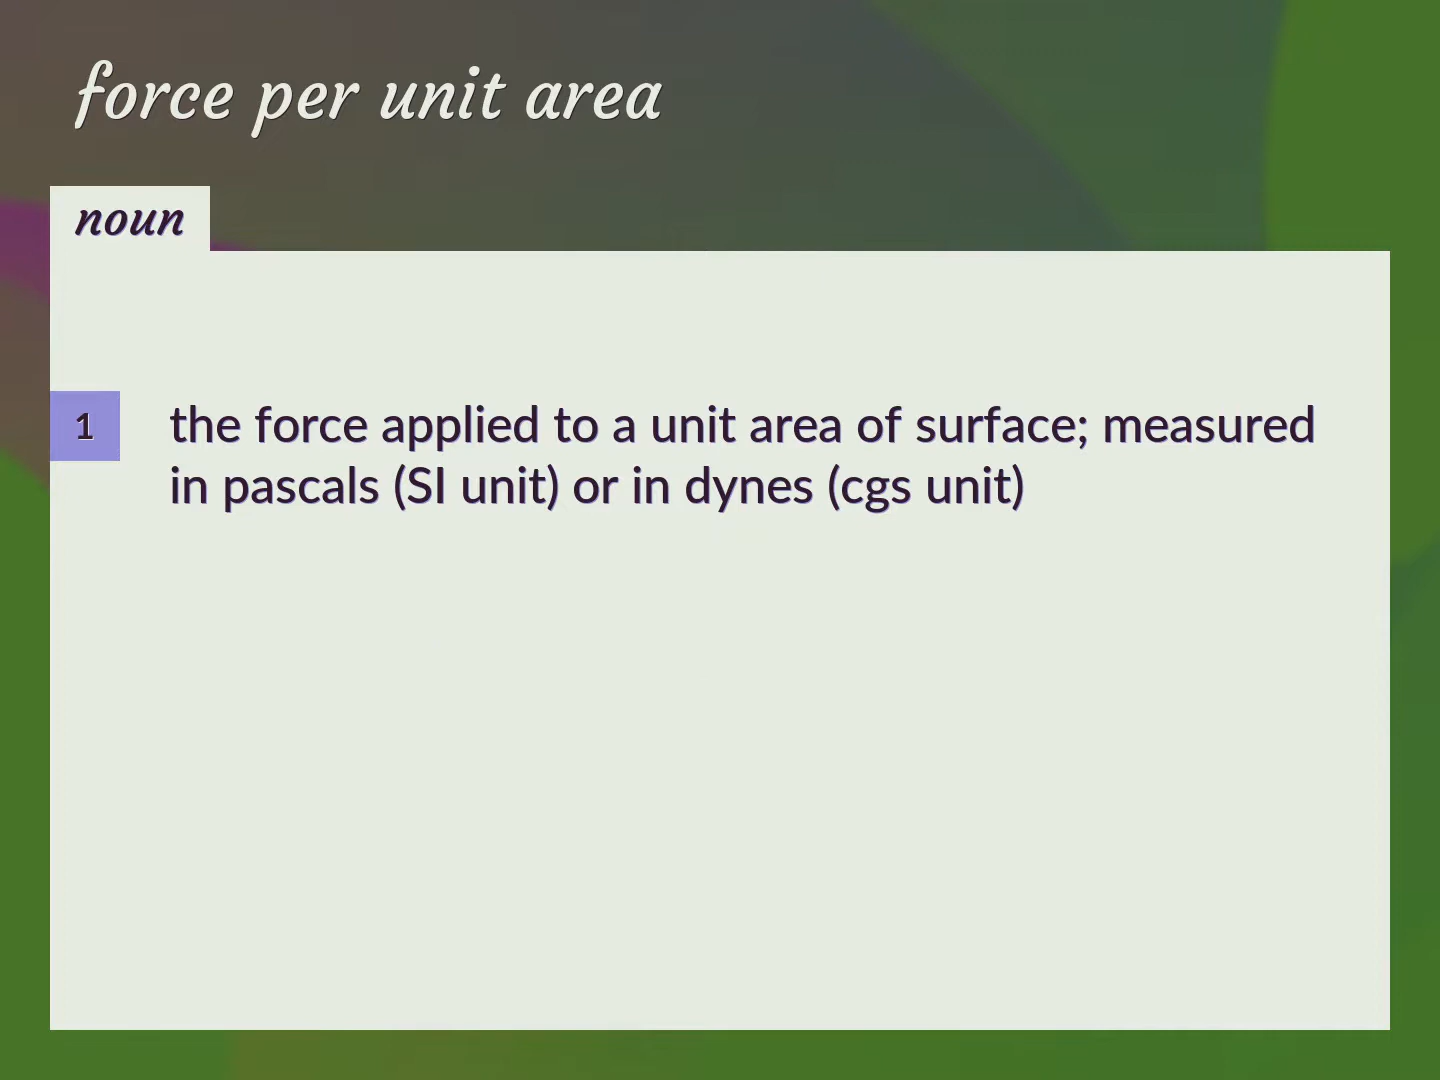 force per unit area
noun
1
the force applied to a unit area of surface; measured
in pascals (SI unit) or in dynes (cgs unit)